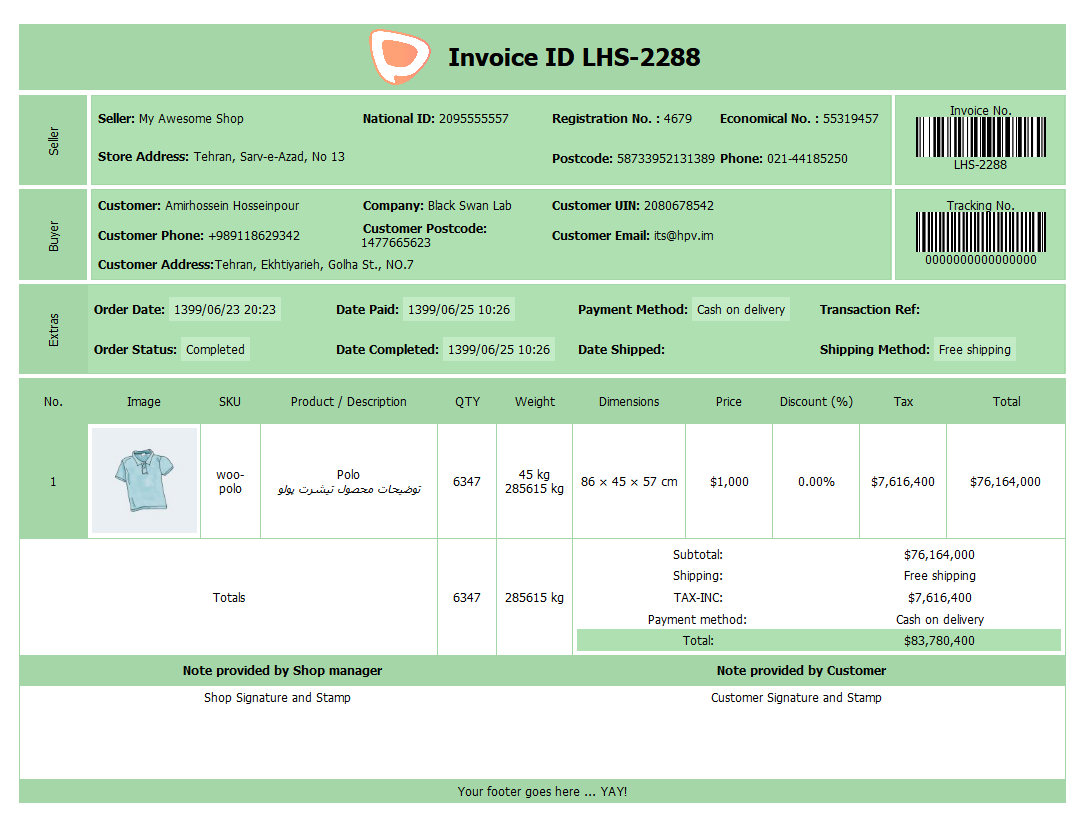 Invoice ID LHS-2288
Seller
Seller: My Awesome Shop National ID: 2095555557 Registration No. : 4679 Economical No. : 55319457
Store Address: Tehran, Sarv-e-Azad, No 13 Postcode: 58733952131389 Phone: 021-44185250
Invoice No.
LHS-2288
Buyer
Customer: Amirhossein Hosseinpour Company: Black Swan Lab Customer UIN: 2080678542
Customer Phone: +989118629342 Customer Postcode: 1477665623 Customer Email: its@hpv.im
Customer Address:Tehran, Ekhtiyarieh, Golha St., NO.7
Tracking No.
0000000000000000
Extras
Order Date: 1399/06/23 20:23 Date Paid: 1399/06/25 10:26 Payment Method: Cash on delivery Transaction Ref:
Order Status: Completed Date Completed: 1399/06/25 10:26 Date Shipped: Shipping Method: Free shipping
No. Image SKU Product / Description QTY Weight Dimensions Price Discount (%) Tax Total
1 woo-polo Polo 6347 45 kg 86 × 45 × 57 cm $1,000 0.00% $7,616,400 $76,164,000
توضیحات محصول تیشرت پولو 285615 kg
Totals 6347 285615 kg
Subtotal: $76,164,000
Shipping: Free shipping
TAX-INC: $7,616,400
Payment method: Cash on delivery
Total: $83,780,400
Note provided by Shop manager Note provided by Customer
Shop Signature and Stamp Customer Signature and Stamp
Your footer goes here ... YAY!